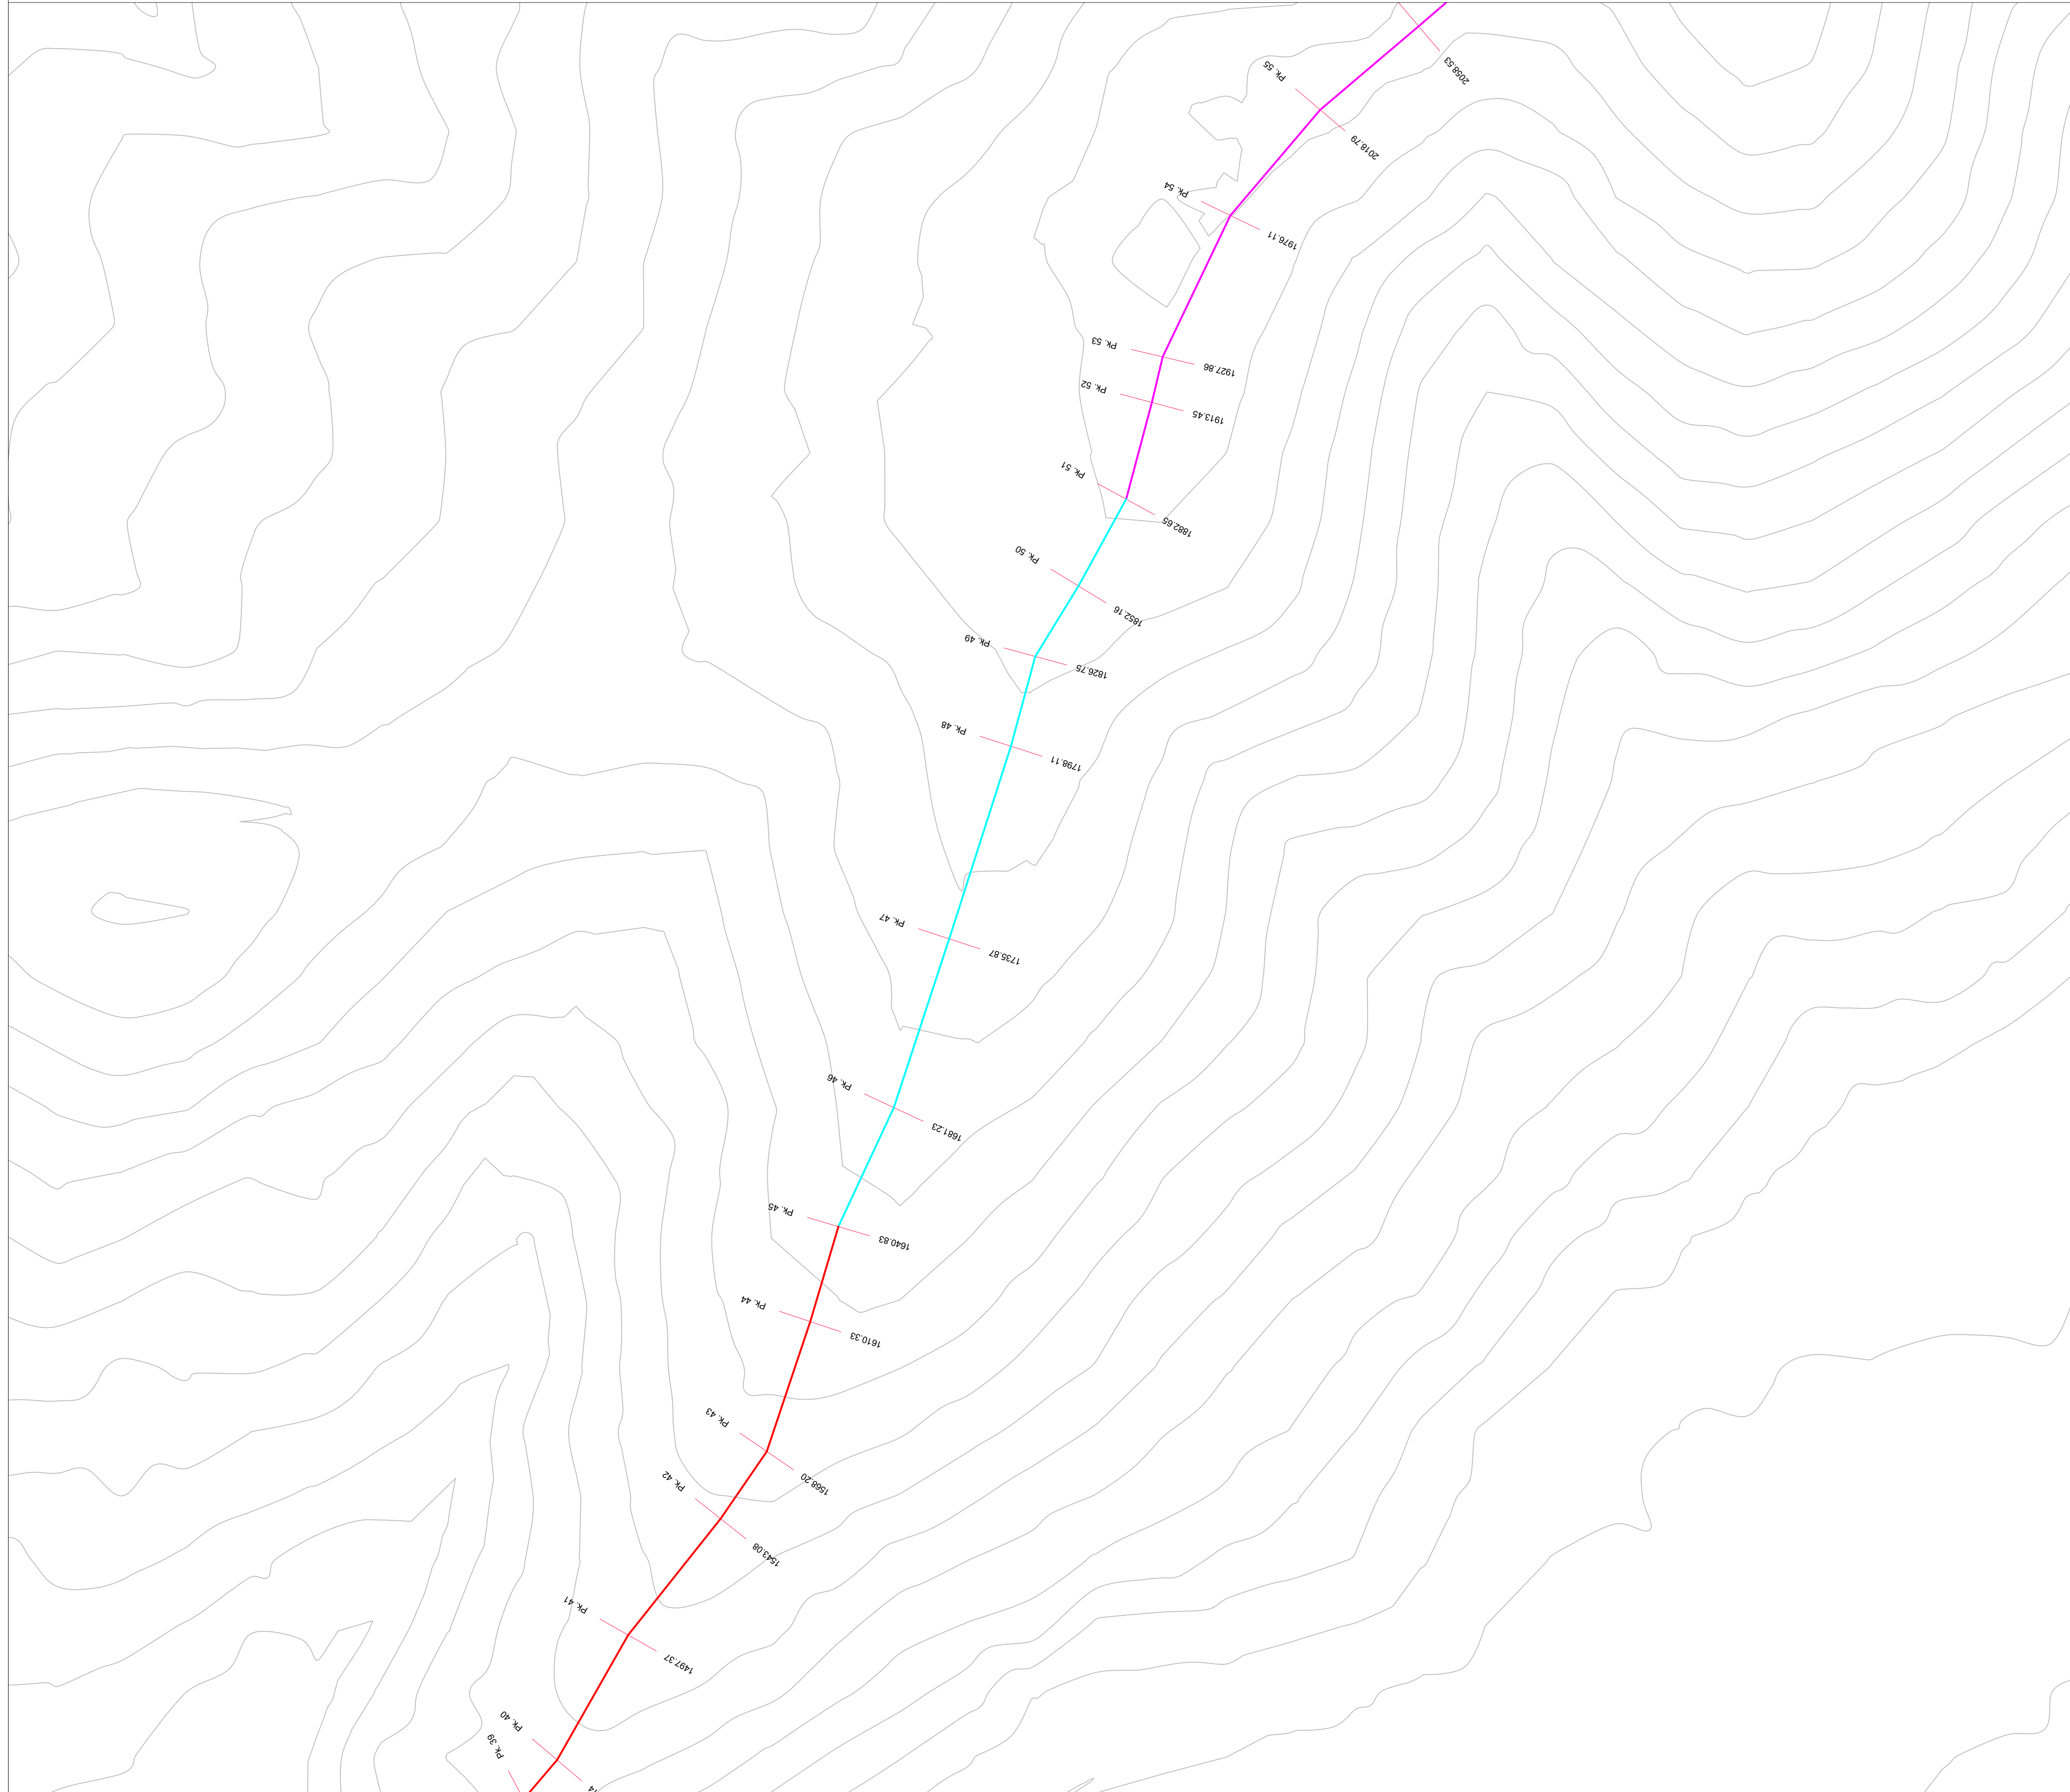 2058.53
Pk. 55
2018.79
Pk. 54
1976.11
Pk. 53
1927.86
Pk. 52
1913.45
Pk. 51
1882.65
Pk. 50
1852.16
Pk. 49
1826.75
Pk. 48
1798.11
Pk. 47
1735.87
Pk. 46
1681.23
Pk. 45
1640.83
Pk. 44
1610.33
Pk. 43
1568.20
Pk. 42
1543.08
Pk. 41
1497.37
Pk. 40
Pk. 39